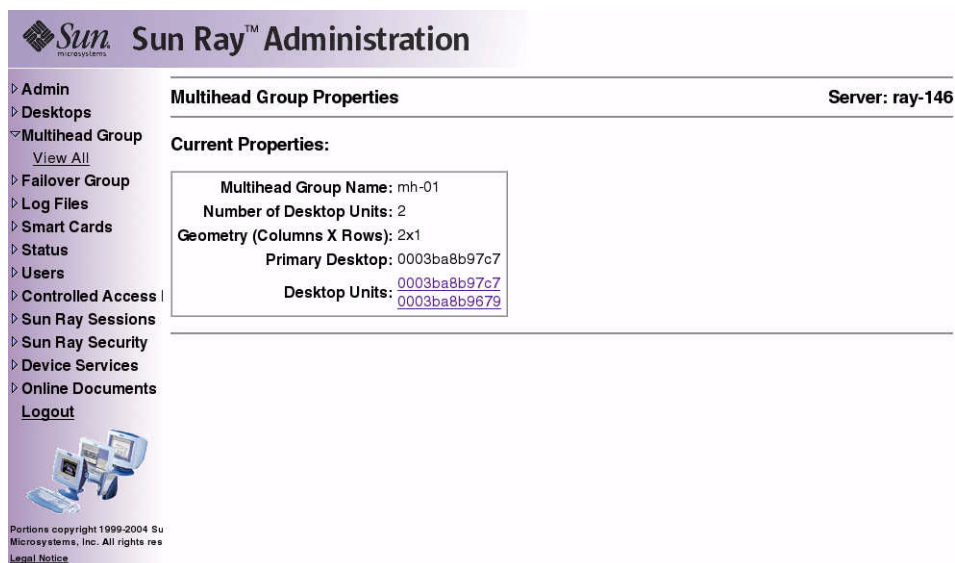 Sun microsystems Sun Ray™ Administration
Admin
Desktops
Multihead Group
View All
Failover Group
Log Files
Smart Cards
Status
Users
Controlled Access
Sun Ray Sessions
Sun Ray Security
Device Services
Online Documents
Logout
Portions copyright 1999-2004 Su
Microsystems, Inc. All rights res
Legal Notice
Multihead Group Properties Server: ray-146
Current Properties:
Multihead Group Name: mh-01
Number of Desktop Units: 2
Geometry (Columns X Rows): 2x1
Primary Desktop: 0003ba8b97c7
Desktop Units: 0003ba8b97c7
0003ba8b9679